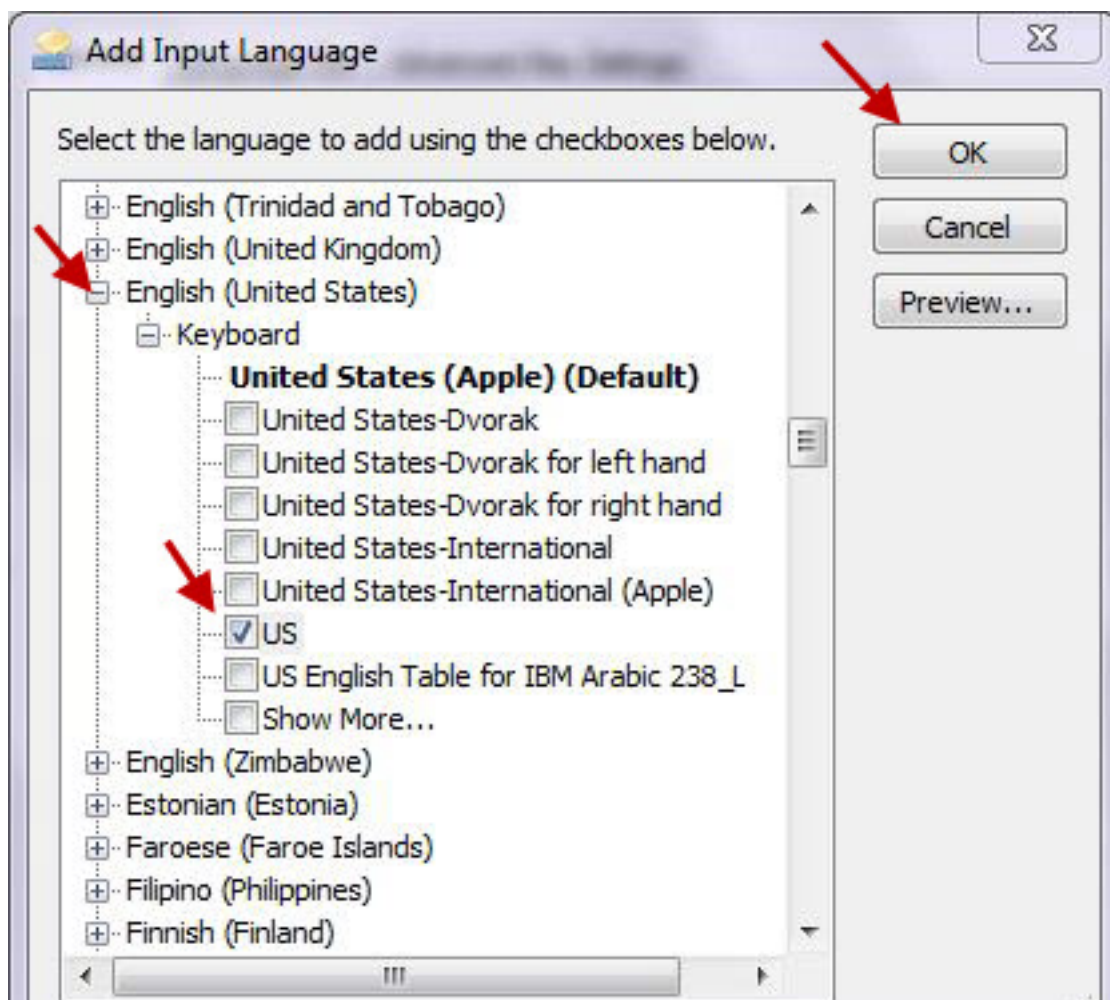 Add Input Language
Select the language to add using the checkboxes below.
OK
Cancel
Preview...
English (Trinidad and Tobago)
English (United Kingdom)
English (United States)
Keyboard
United States (Apple) (Default)
United States-Dvorak
United States-Dvorak for left hand
United States-Dvorak for right hand
United States-International
United States-International (Apple)
US
US English Table for IBM Arabic 238_L
Show More...
English (Zimbabwe)
Estonian (Estonia)
Faroese (Faroe Islands)
Filipino (Philippines)
Finnish (Finland)